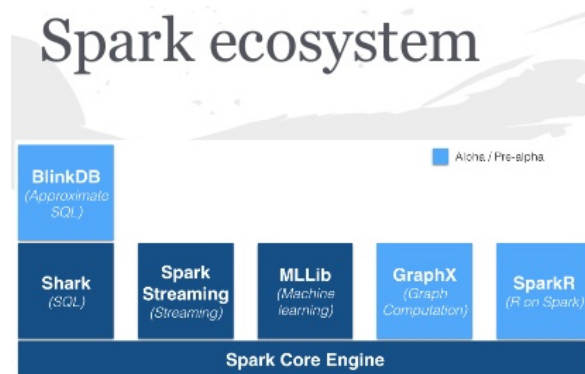 Spark ecosystem
Alpha / Pre-alpha
BlinkDB
(Approximate
SQL)
Shark
(SQL)
Spark
Streaming
(Streaming)
MLLib
(Machine
learning)
GraphX
(Graph
Computation)
SparkR
(R on Spark)
Spark Core Engine